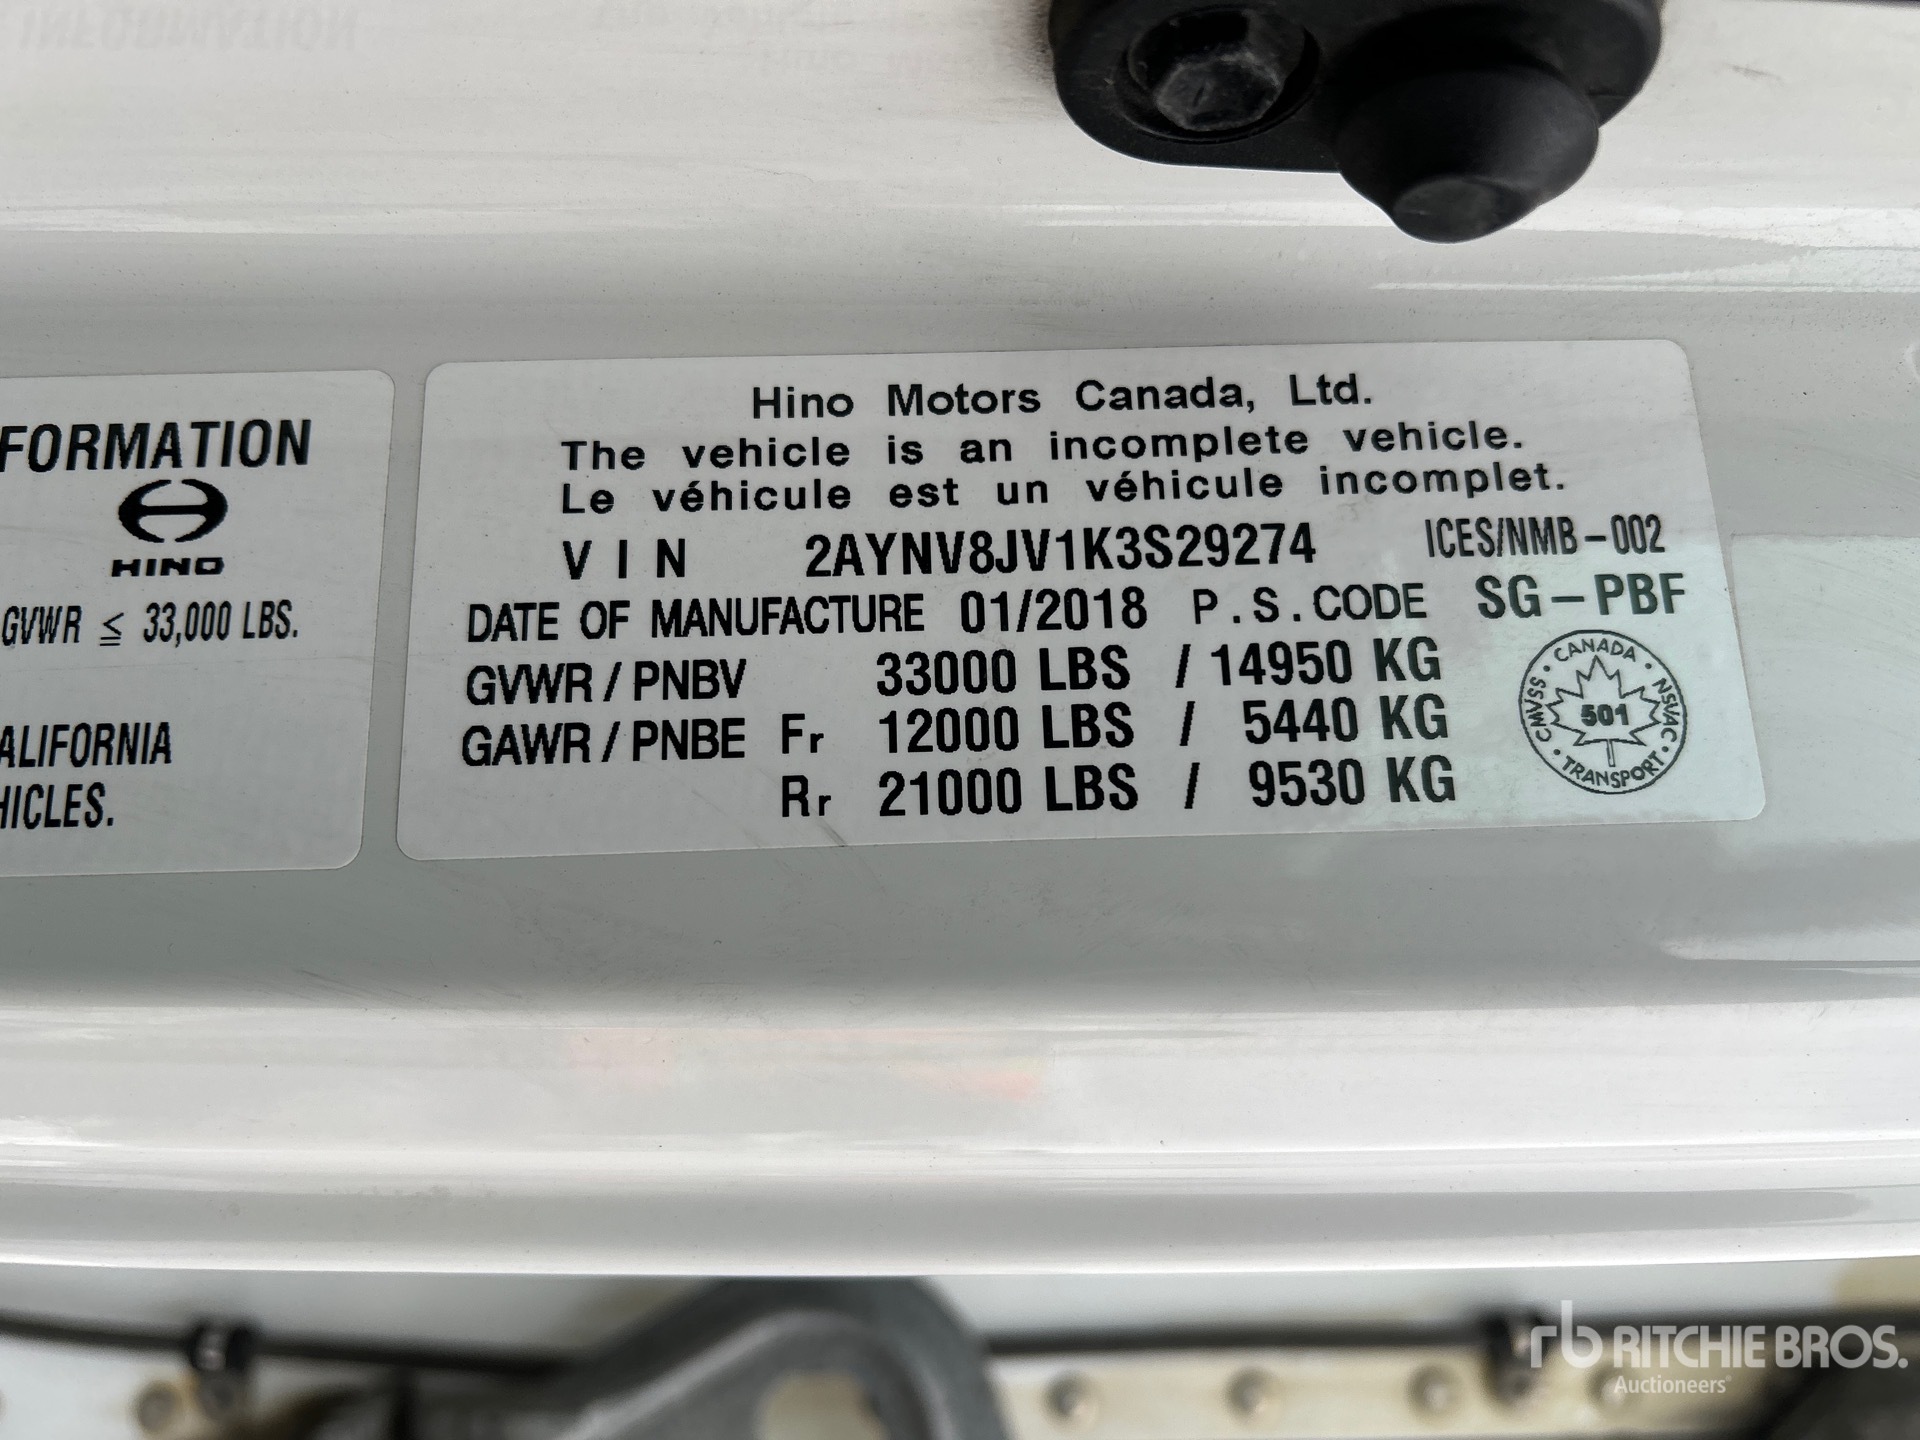 FORMATION
HINO
GVWR ≦ 33,000 LBS.
ALIFORNIA
HICLES.
Hino Motors Canada, Ltd.
The vehicle is an incomplete vehicle.
Le véhicule est un véhicule incomplet.
VIN 2AYNV8JV1K3S29274 ICES/NMB-002
DATE OF MANUFACTURE 01/2018 P.S.CODE SG-PBF
GVWR / PNBV 33000 LBS / 14950 KG
GAWR / PNBE Fr 12000 LBS / 5440 KG
Rr 21000 LBS / 9530 KG
CANADA · NSVAC · TRANSPORT · CMVSS ·
501
rb RITCHIE BROS.
Auctioneers